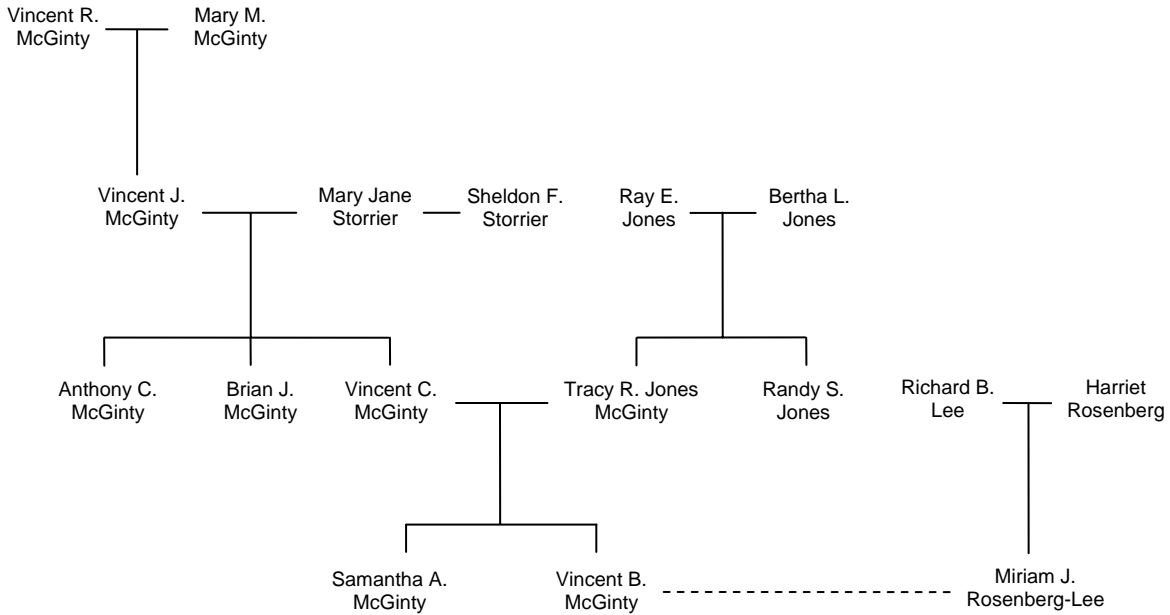 Vincent R.
McGinty
Mary M.
McGinty
Vincent J.
McGinty
Mary Jane
Storrier
Sheldon F.
Storrier
Ray E.
Jones
Bertha L.
Jones
Anthony C.
McGinty
Brian J.
McGinty
Vincent C.
McGinty
Tracy R. Jones
McGinty
Randy S.
Jones
Richard B.
Lee
Harriet
Rosenberg
Samantha A.
McGinty
Vincent B.
McGinty
Miriam J.
Rosenberg-Lee